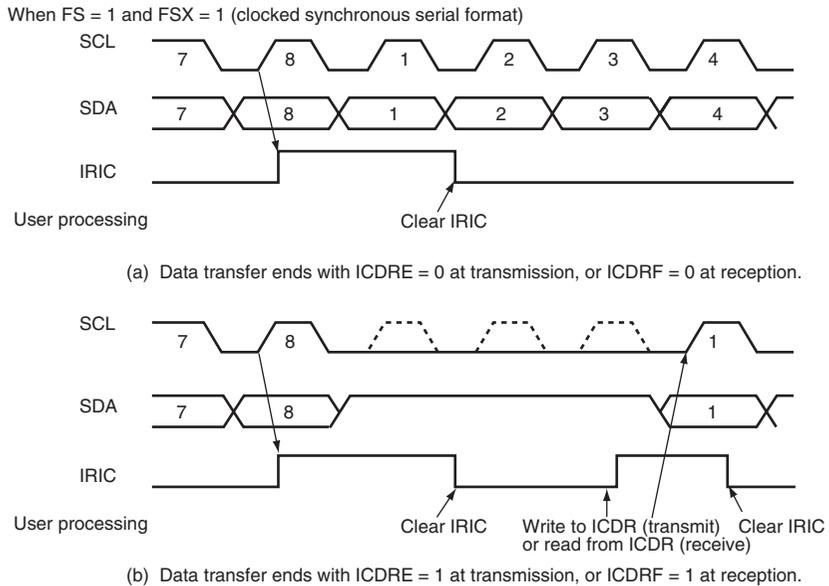 When FS = 1 and FSX = 1 (clocked synchronous serial format)
SCL
7 8 1 2 3 4
SDA
7 8 1 2 3 4
IRIC
User processing
Clear IRIC
(a) Data transfer ends with ICDRE = 0 at transmission, or ICDRF = 0 at reception.
SCL
7 8 1
SDA
7 8 1
IRIC
User processing
Clear IRIC
Write to ICDR (transmit)
or read from ICDR (receive)
Clear IRIC
(b) Data transfer ends with ICDRE = 1 at transmission, or ICDRF = 1 at reception.